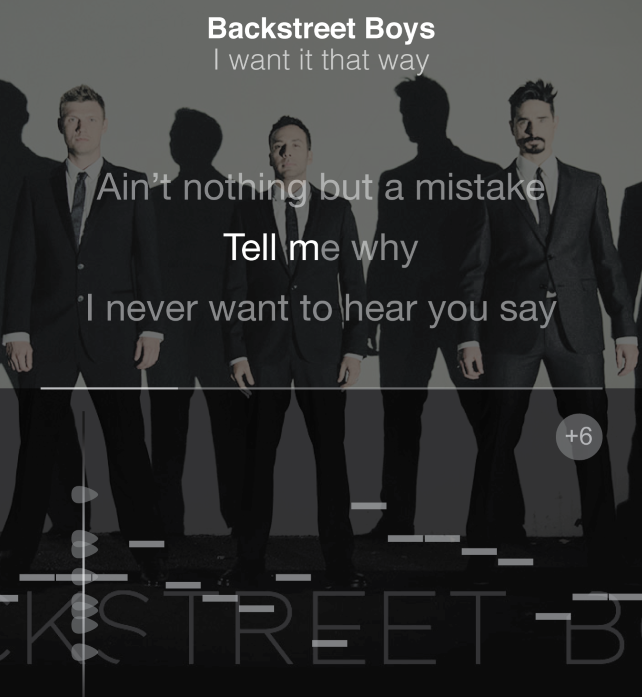 Backstreet Boys
I want it that way
Ain't nothing but a mistake
Tell me why
I never want to hear you say
+6
CKSTREET B